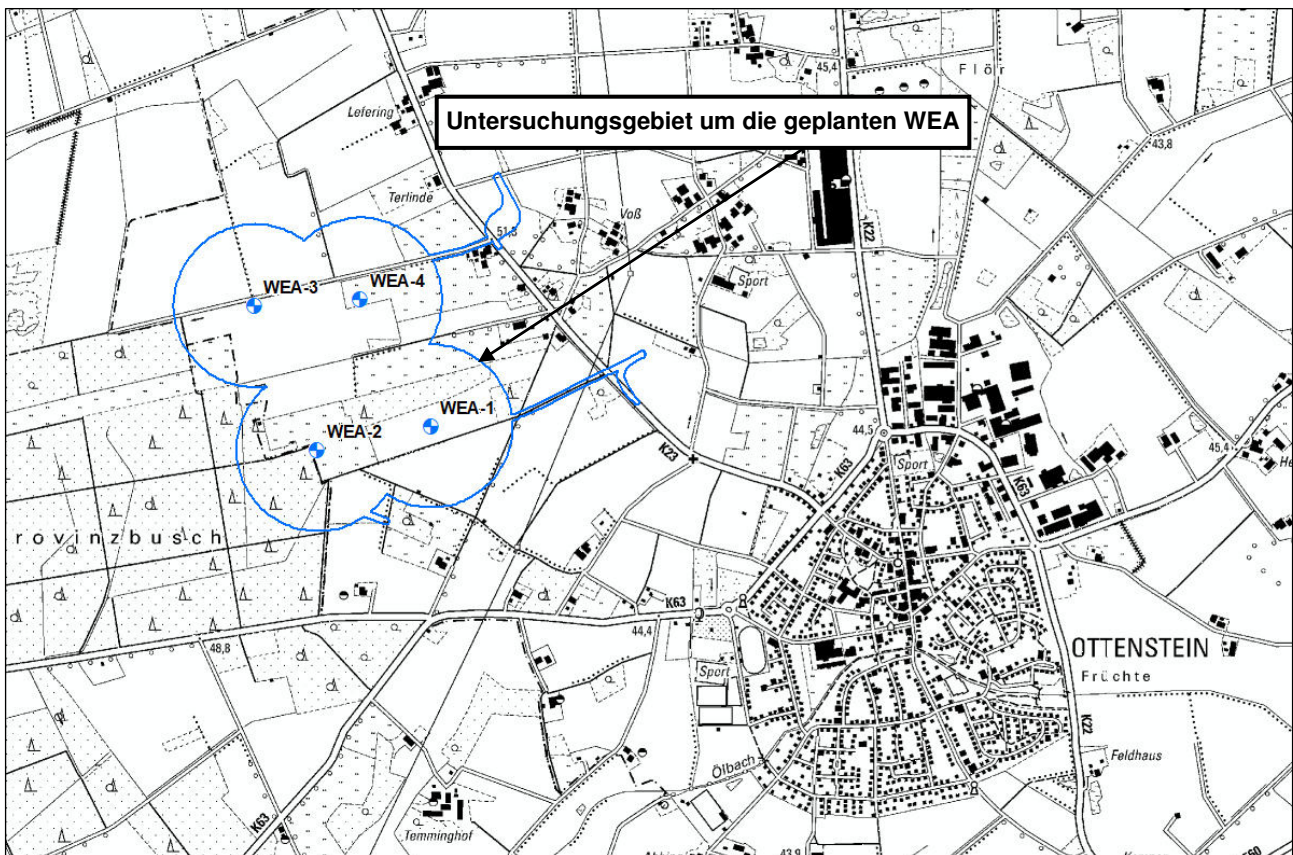 45,4
Flör
Lefering
Untersuchungsgebiet um die geplanten WEA
43,8
Terlinde
Voß
K22
51,3
Sport
WEA-3
WEA-4
WEA-1
WEA-2
44,5
K63
Sport
K23
K63
45,4
rovinzbusch
K63
44,4
48,8
OTTENSTEIN
Früchte
Sport
K22
Ölbach
Feldhaus
K63
Temminghof
43,9